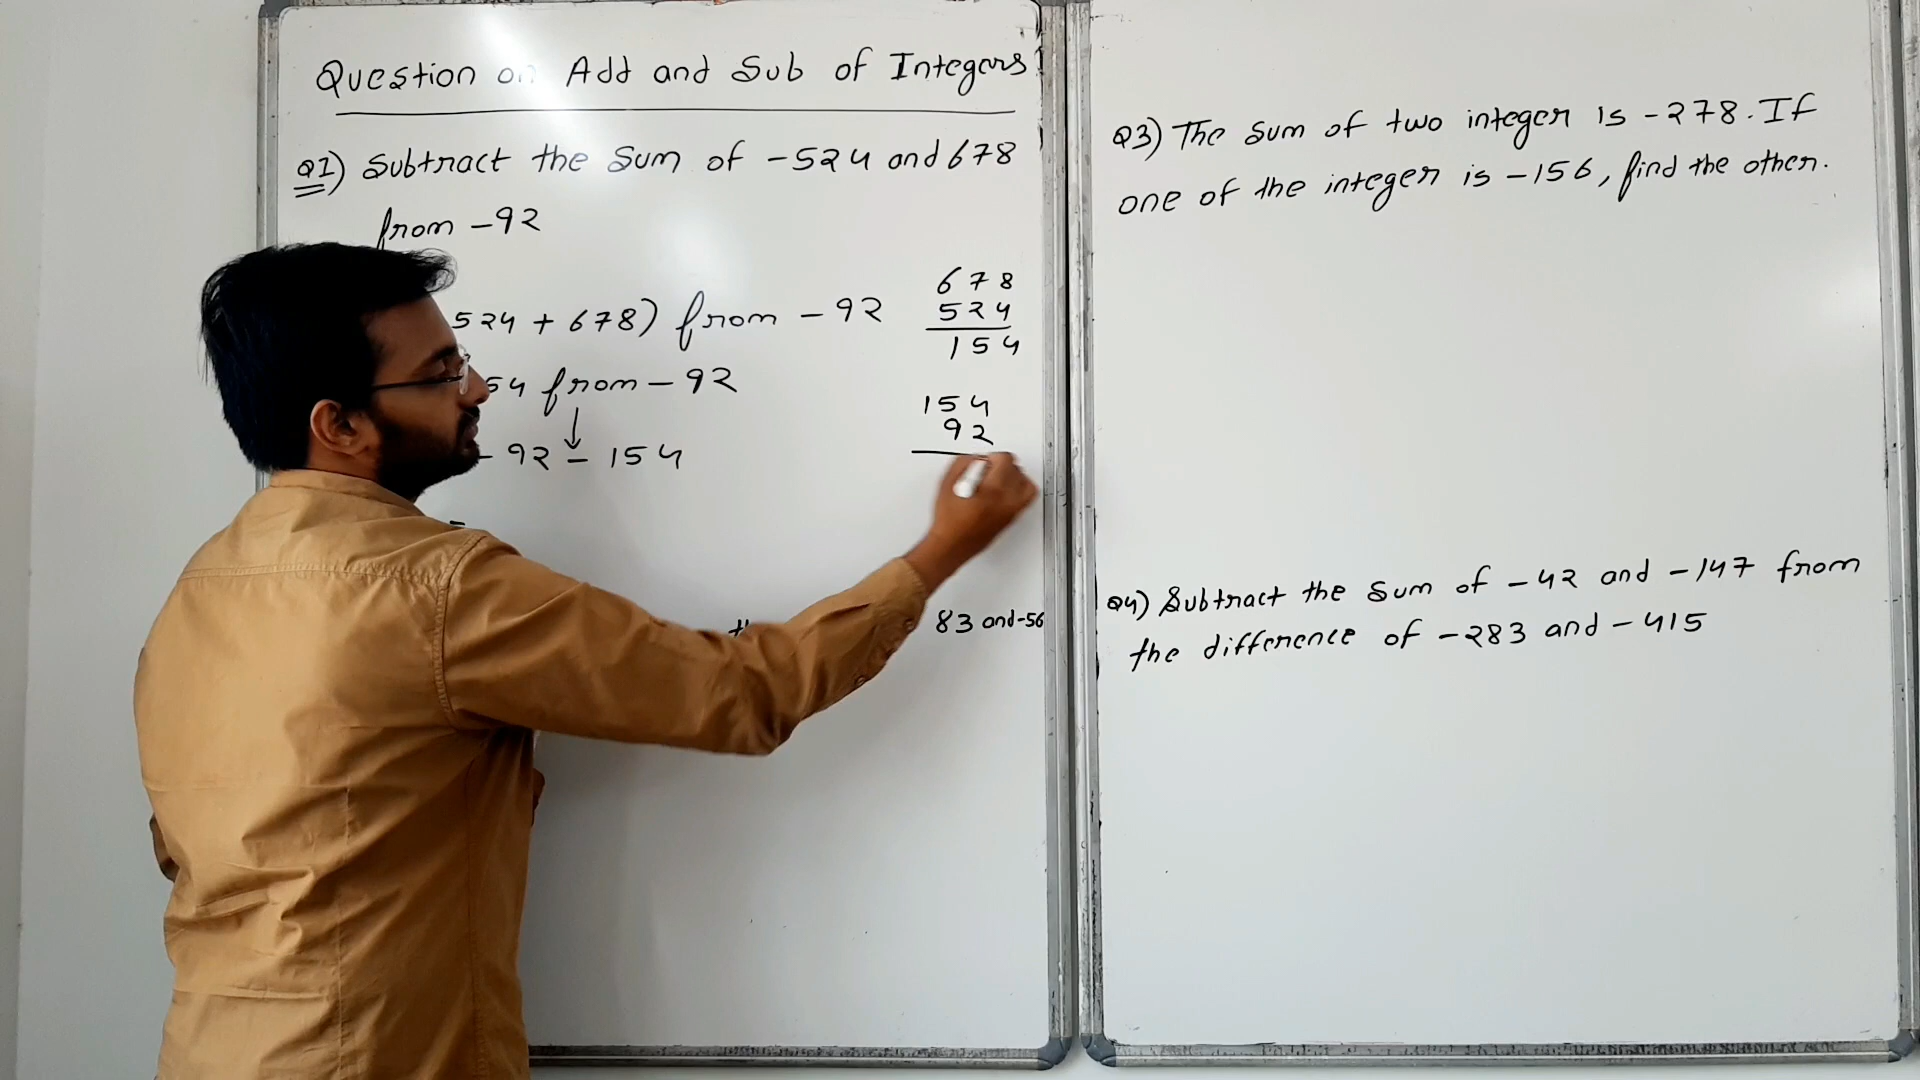 Question on Add and Sub of Integers
Q1) Subtract the Sum of -524 and 678
from -92
524 + 678) from - 92
54 from - 92
- 92 - 154
678
524
154
154
92
83 and -56
Q3) The Sum of two integer is -278. If
one of the integer is -156, find the other.
Q4) Subtract the Sum of -42 and -147 from
the difference of -283 and -415